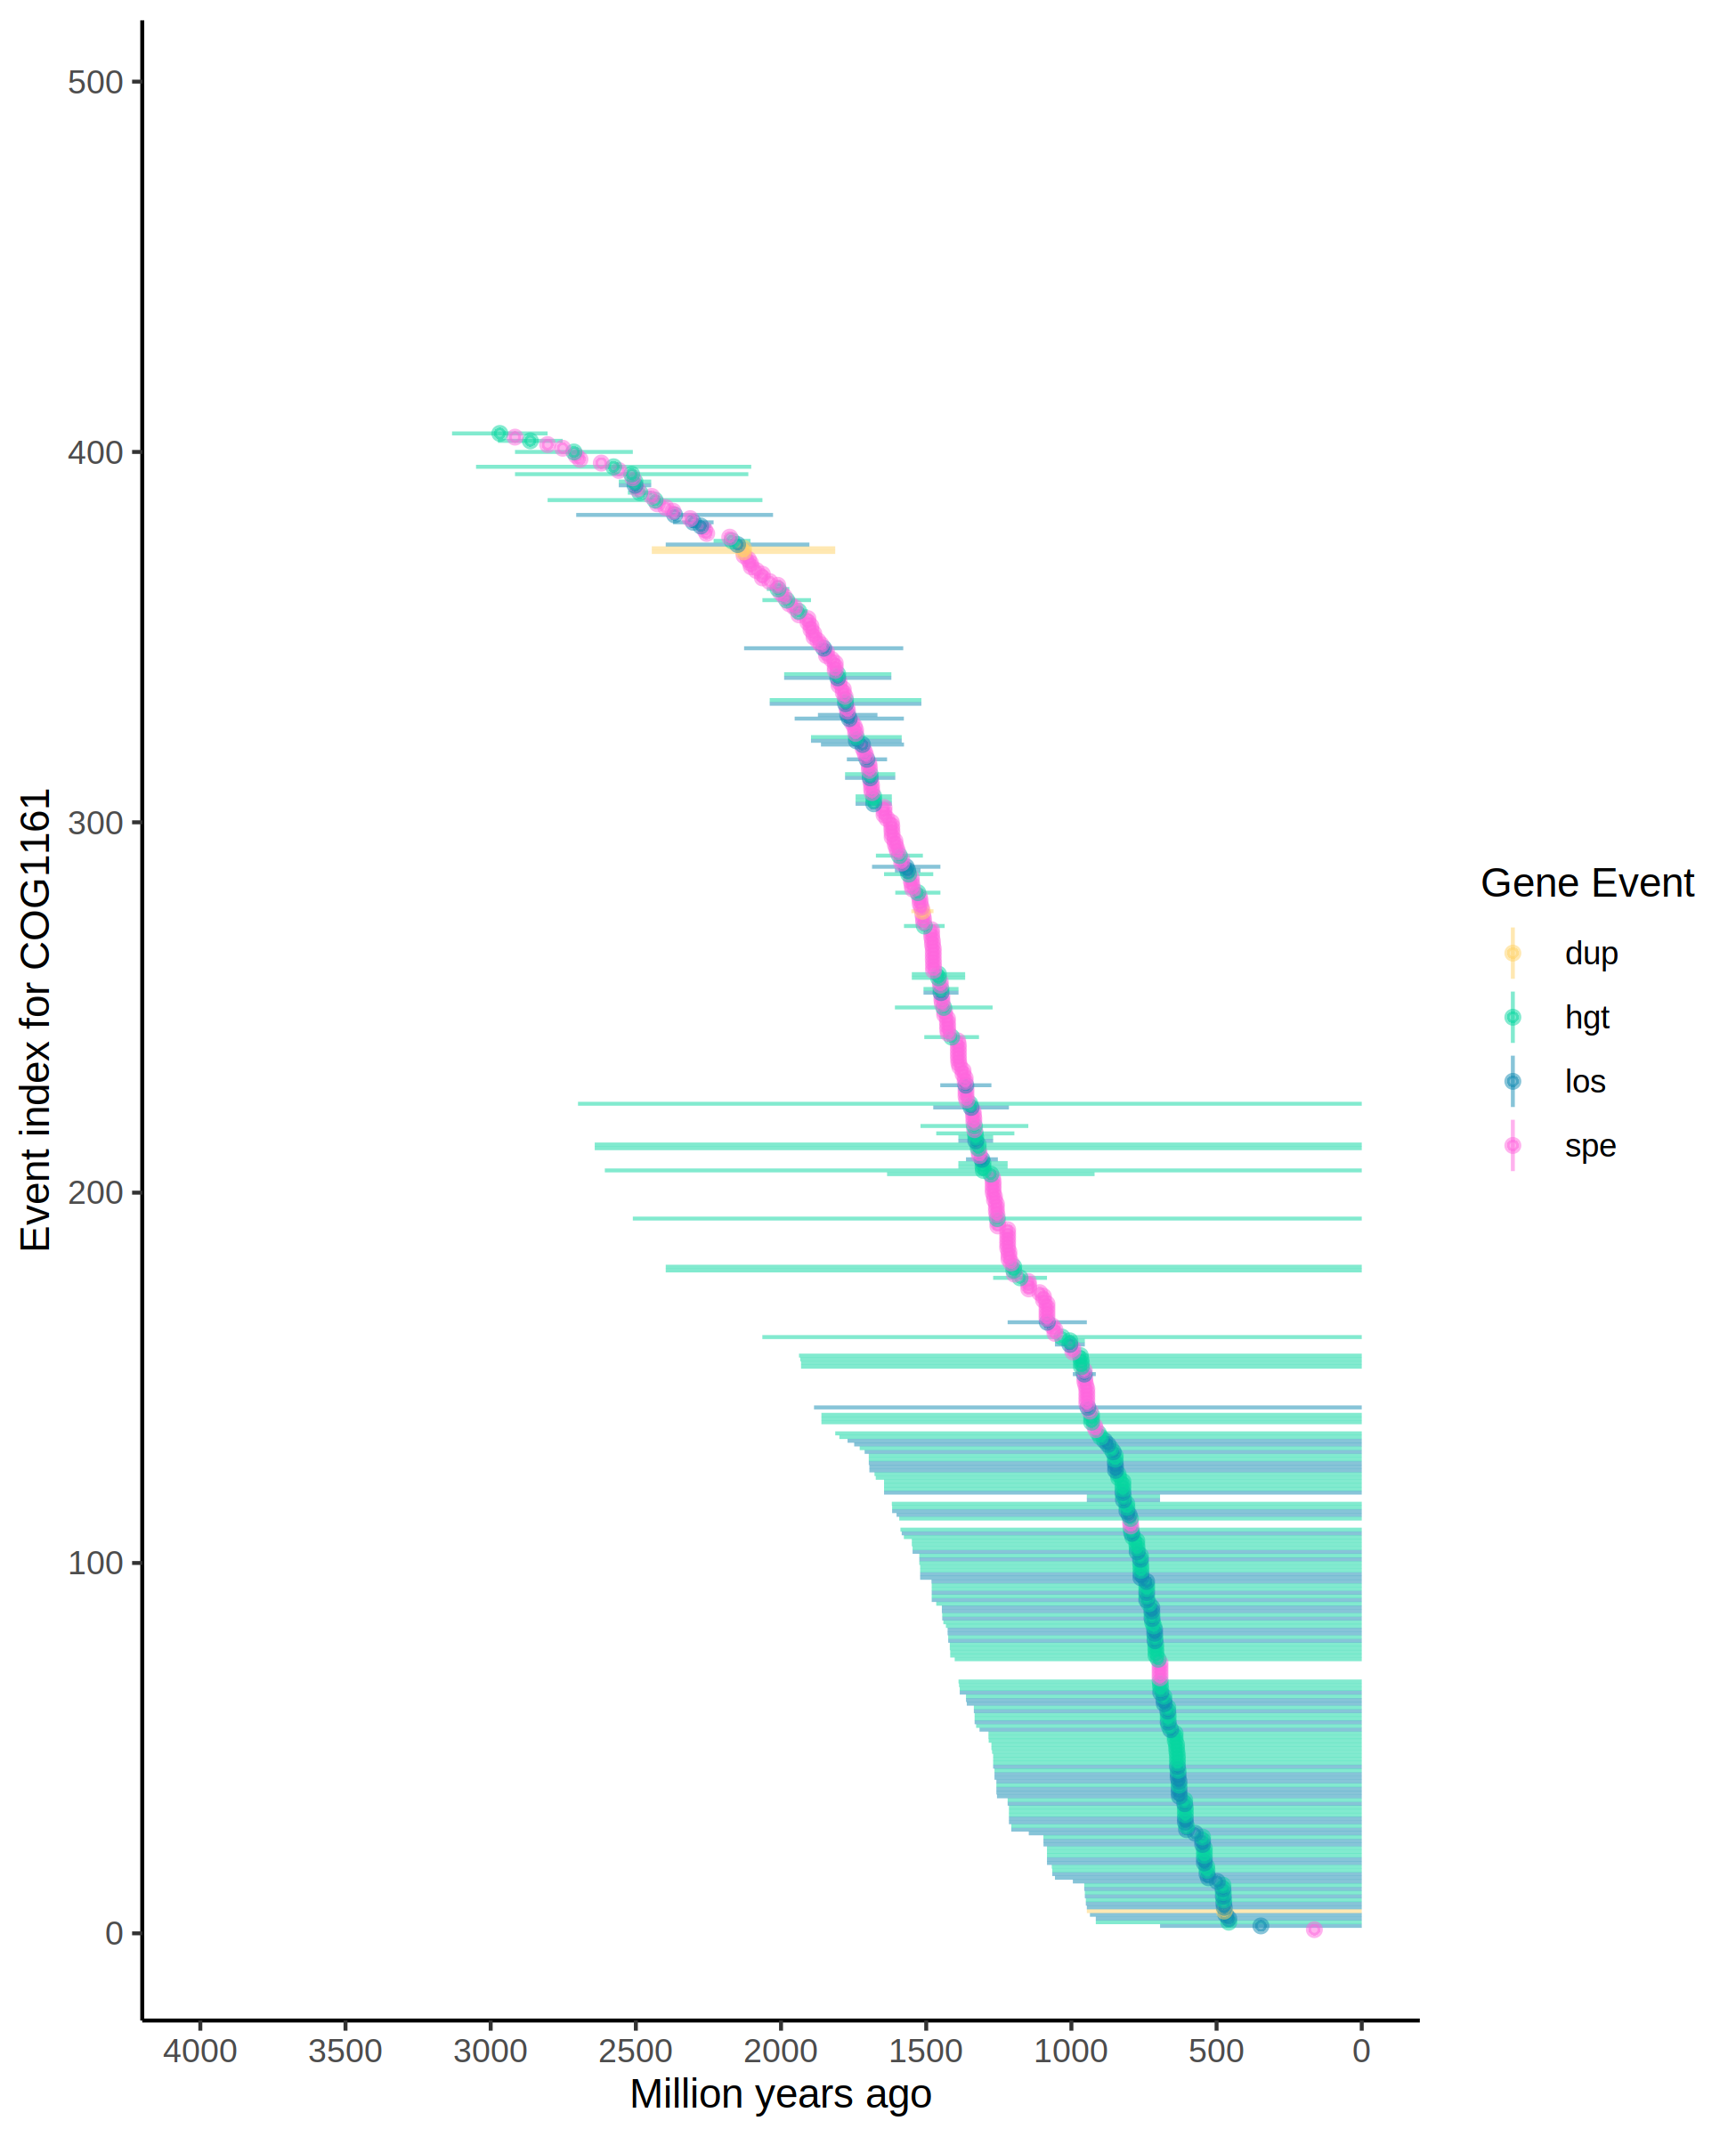 Event index for COG1161
500
400
300
200
100
0
4000 3500 3000 2500 2000 1500 1000 500 0
Million years ago
Gene Event
dup
hgt
los
spe